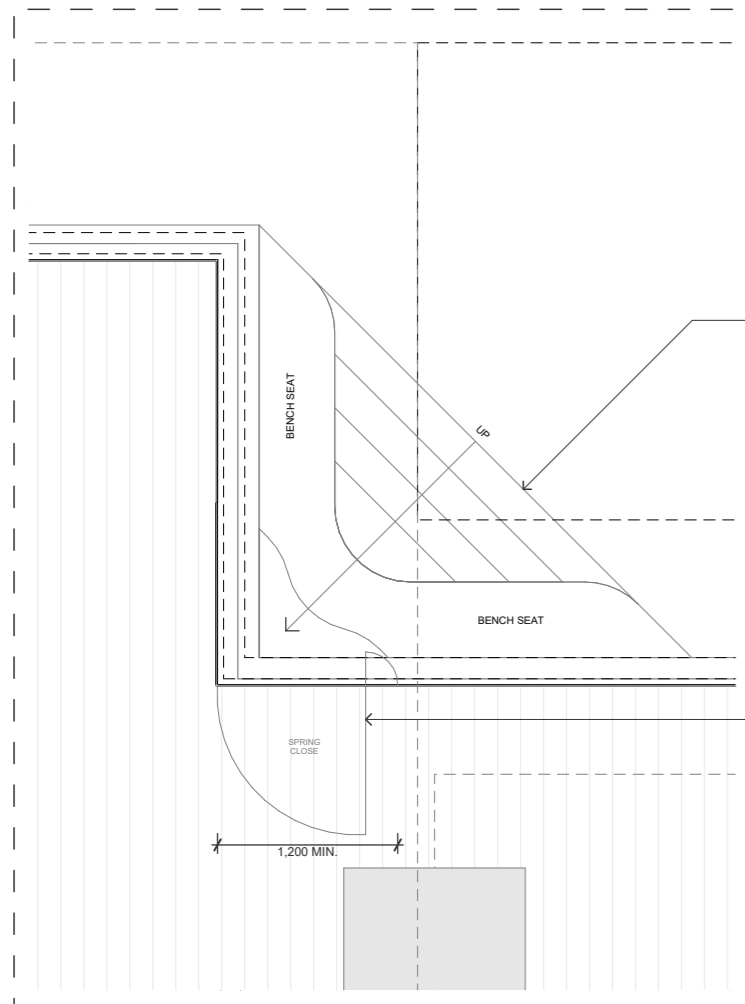 BENCH SEAT
UP
BENCH SEAT
SPRING
CLOSE
1,200 MIN.